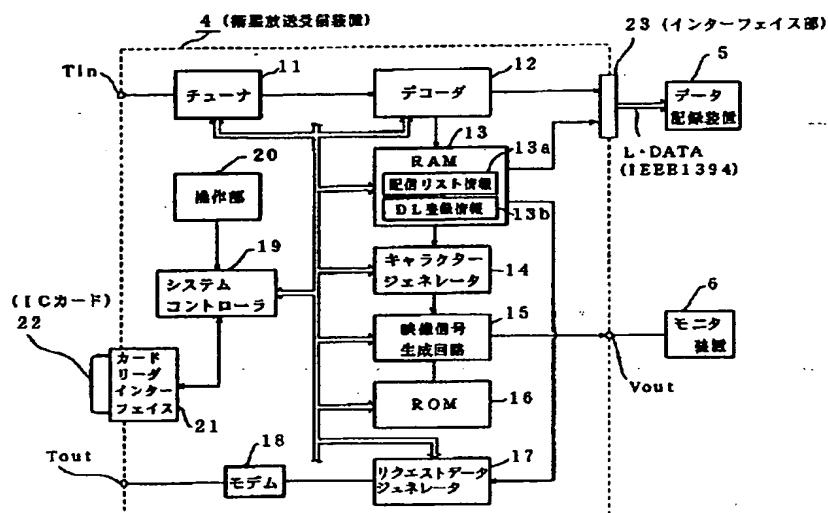 4 (衛星放送受信装置)
23 (インターフェイス部)
Tin
11
チューナ
12
デコーダ
5
データ
記録装置
L・DATA
(IEEE1394)
13
13a
RAM
配信リスト情報
DL登録情報
13b
20
操作部
19
システム
コントローラ
キャラクター
ジェネレータ
14
(ICカード)
22
カード
リーダ
インター
フェイス
21
15
映像信号
生成回路
6
モニタ
装置
Vout
ROM
16
Tout
18
モデム
17
リクエストデータ
ジェネレータ